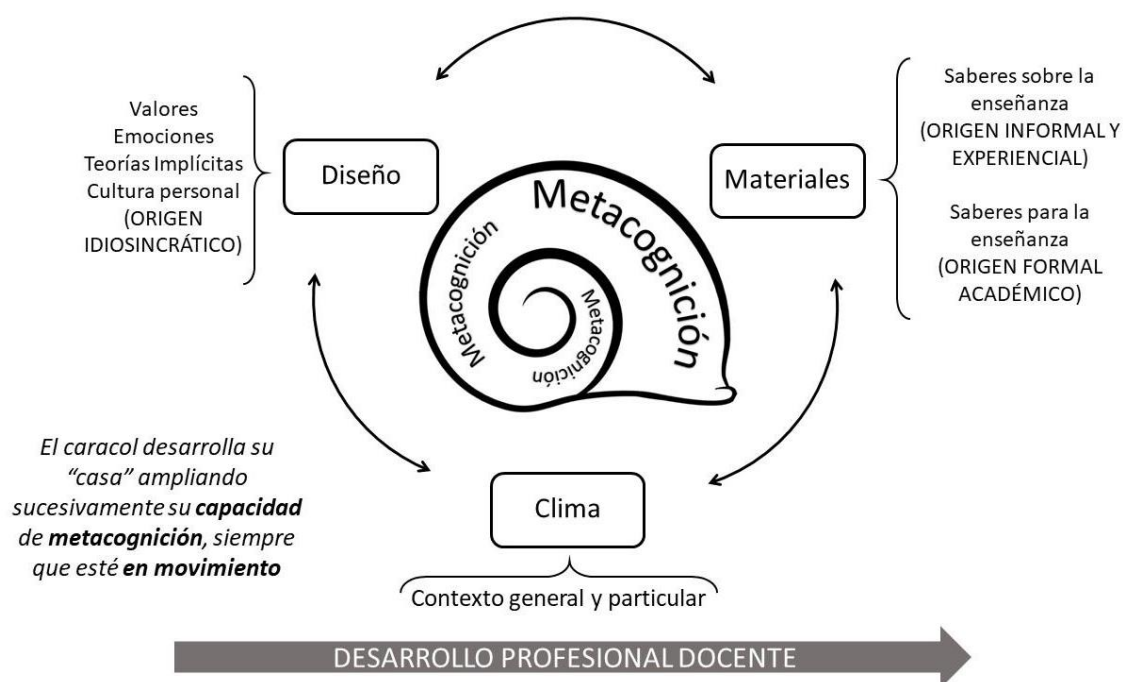 Valores
Emociones
Teorías Implícitas
Cultura personal
(ORIGEN
IDIOSINCRÁTICO)
Diseño
Materiales
Saberes sobre la
enseñanza
(ORIGEN INFORMAL Y
EXPERIENCIAL)
Saberes para la
enseñanza
(ORIGEN FORMAL
ACADÉMICO)
Metacognición
Metacognición
Metacognición
El caracol desarrolla su
“casa” ampliando
sucesivamente su capacidad
de metacognición, siempre
que esté en movimiento
Clima
Contexto general y particular
DESARROLLO PROFESIONAL DOCENTE